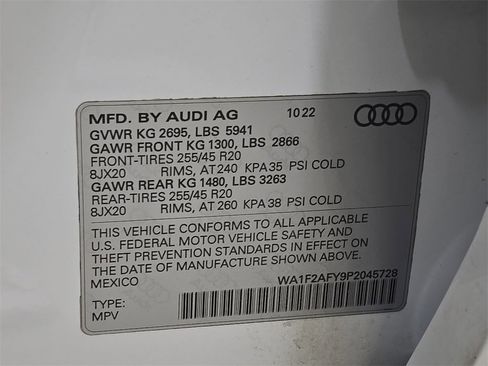 MFD. BY AUDI AG 10 22
GVWR KG 2695, LBS 5941
GAWR FRONT KG 1300, LBS 2866
FRONT-TIRES 255/45 R20
8JX20 RIMS, AT 240 KPA 35 PSI COLD
GAWR REAR KG 1480, LBS 3263
REAR-TIRES 255/45 R20
8JX20 RIMS, AT 260 KPA 38 PSI COLD
THIS VEHICLE CONFORMS TO ALL APPLICABLE
U.S. FEDERAL MOTOR VEHICLE SAFETY AND
THEFT PREVENTION STANDARDS IN EFFECT ON
THE DATE OF MANUFACTURE SHOWN ABOVE.
MEXICO WA1F2AFY9P2045728
TYPE:
MPV